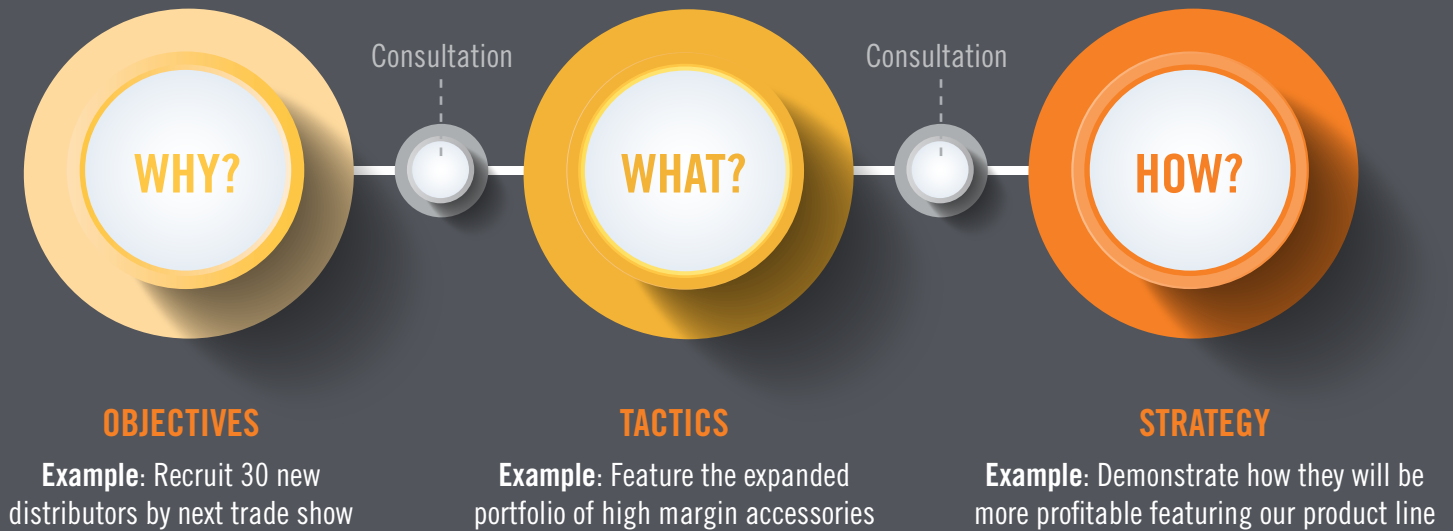 Consultation
Consultation
WHY?
WHAT?
HOW?
OBJECTIVES
Example: Recruit 30 new
distributors by next trade show
TACTICS
Example: Feature the expanded
portfolio of high margin accessories
STRATEGY
Example: Demonstrate how they will be
more profitable featuring our product line